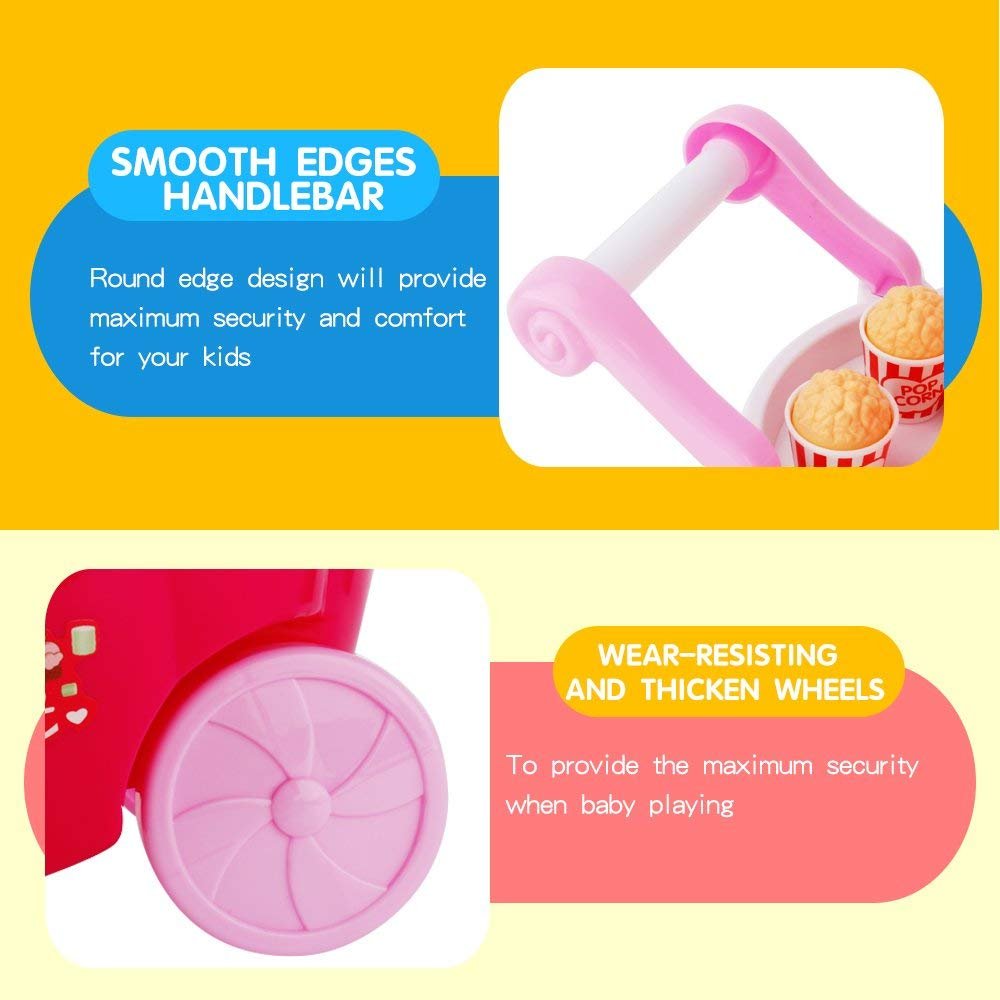 SMOOTH EDGES
HANDLEBAR
Round edge design will provide
maximum security and comfort
for your kids
POP
CORN
WEAR-RESISTING
AND THICKEN WHEELS
To provide the maximum security
when baby playing